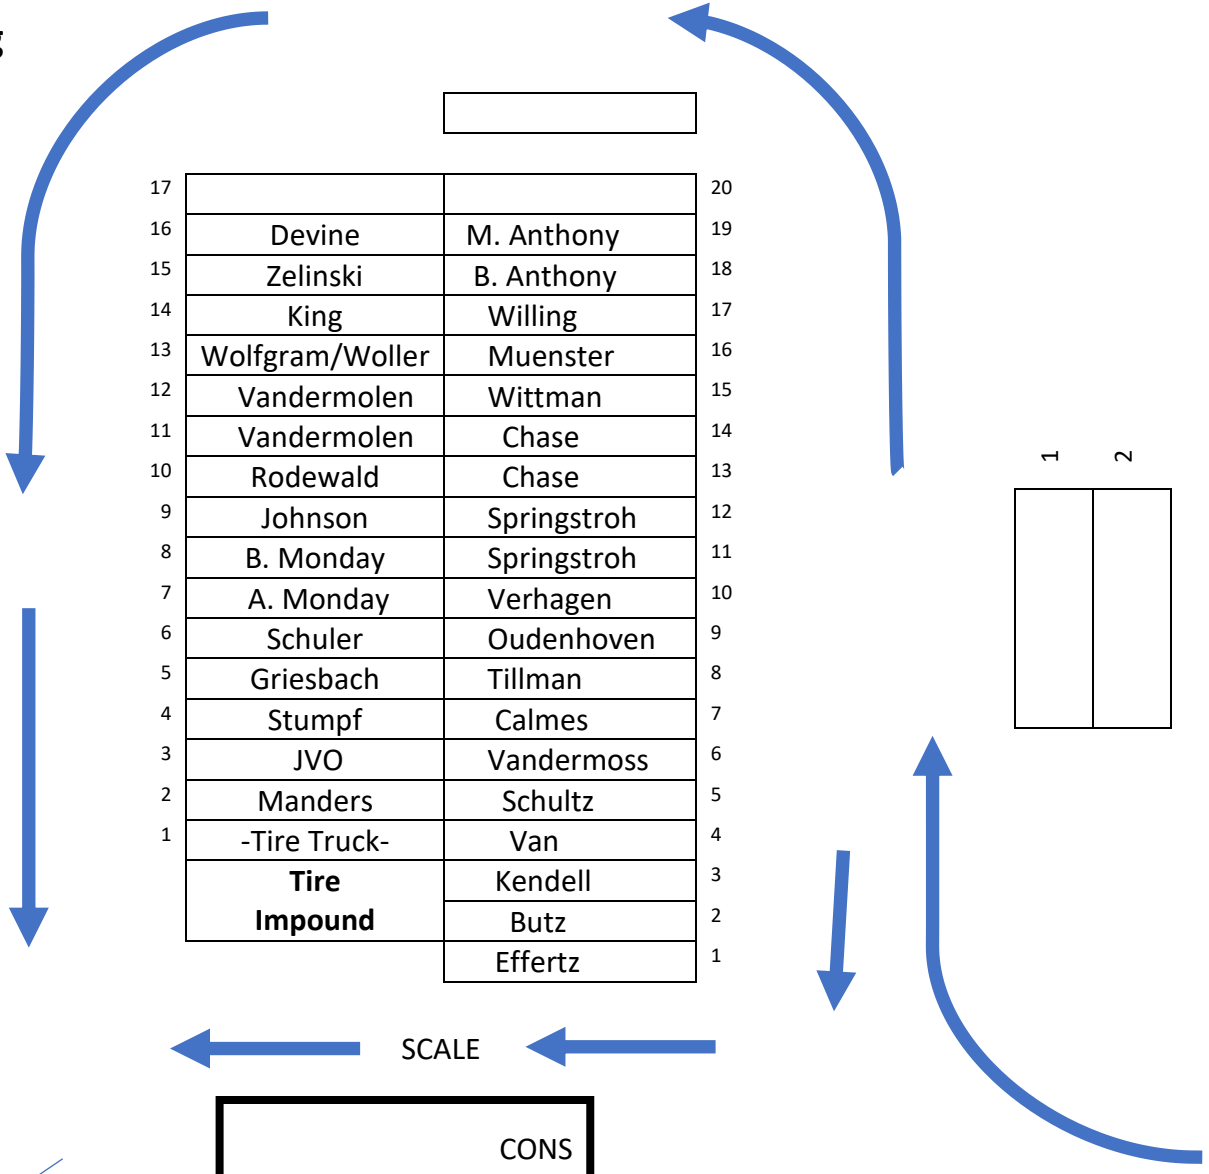 g
17 20
16 Devine M. Anthony 19
15 Zelinski B. Anthony 18
14 King Willing 17
13 Wolfgram/Woller Muenster 16
12 Vandermolen Wittman 15
11 Vandermolen Chase 14
1 2
10 Rodewald Chase 13
9 Johnson Springstroh 12
8 B. Monday Springstroh 11
7 A. Monday Verhagen 10
6 Schuler Oudenhoven 9
5 Griesbach Tillman 8
4 Stumpf Calmes 7
3 JVO Vandermoss 6
2 Manders Schultz 5
1 -Tire Truck- Van 4
Tire Kendell 3
Impound Butz 2
Effertz 1
SCALE
CONS